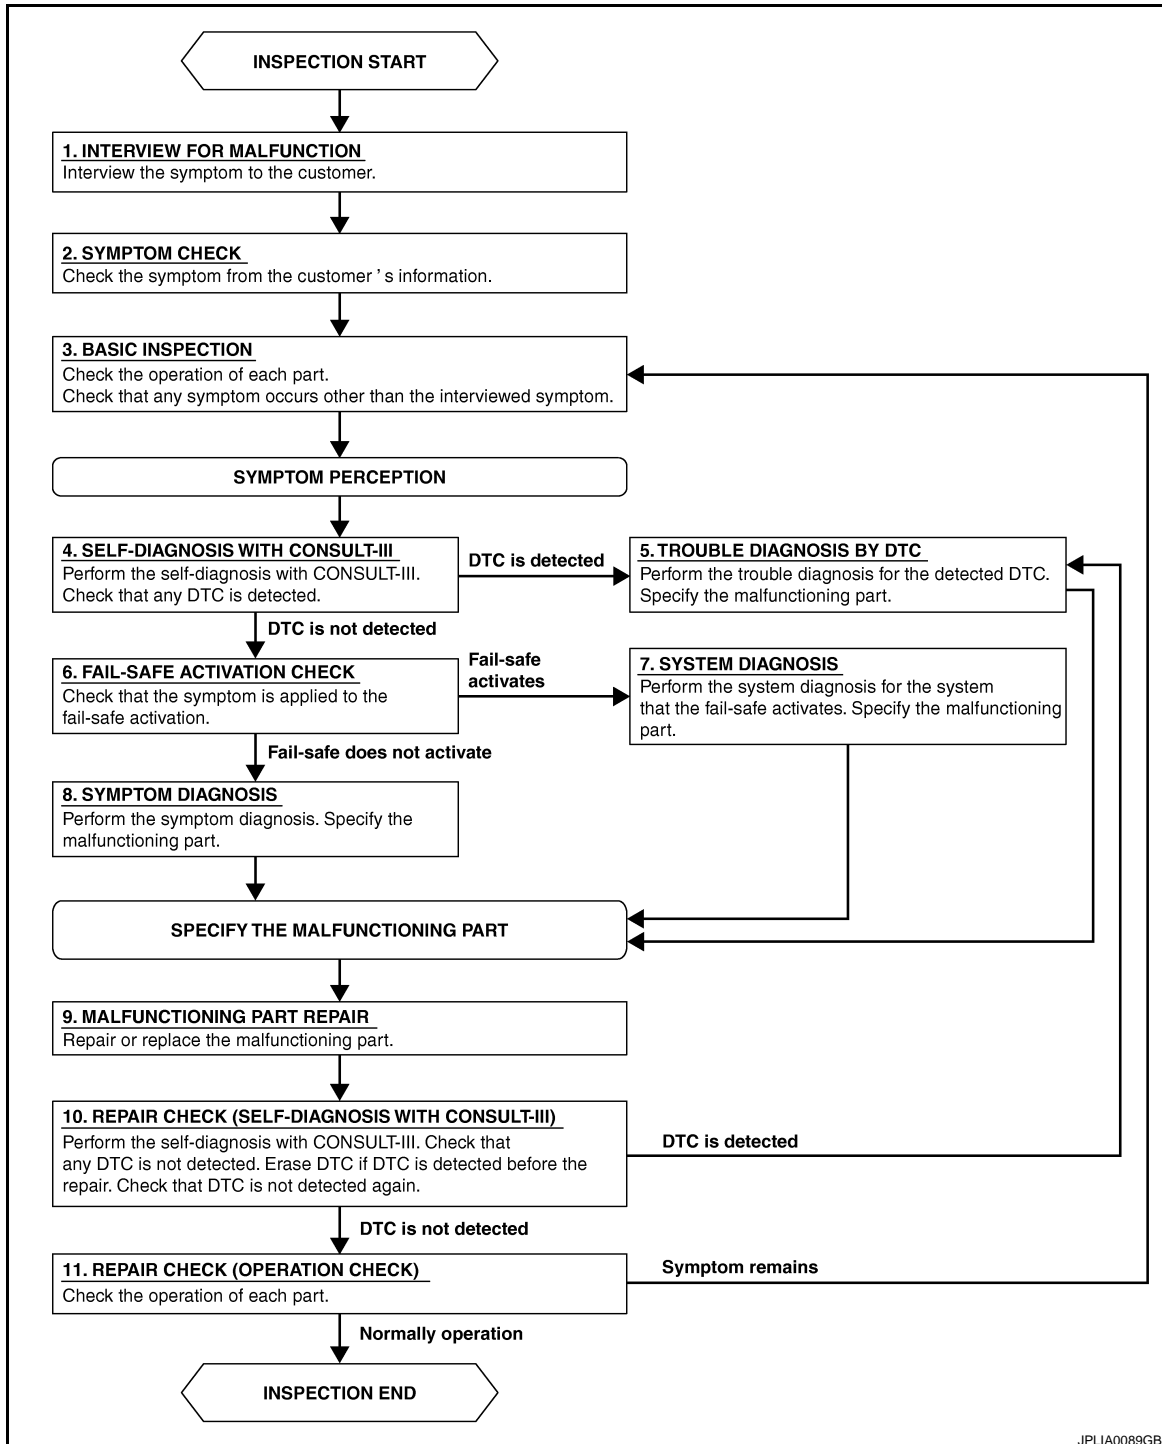 INSPECTION START
1. INTERVIEW FOR MALFUNCTION
Interview the symptom to the customer.
2. SYMPTOM CHECK
Check the symptom from the customer ' s information.
3. BASIC INSPECTION
Check the operation of each part.
Check that any symptom occurs other than the interviewed symptom.
SYMPTOM PERCEPTION
4. SELF-DIAGNOSIS WITH CONSULT-III
Perform the self-diagnosis with CONSULT-III.
Check that any DTC is detected.
DTC is detected
5. TROUBLE DIAGNOSIS BY DTC
Perform the trouble diagnosis for the detected DTC.
Specify the malfunctioning part.
DTC is not detected
6. FAIL-SAFE ACTIVATION CHECK
Check that the symptom is applied to the
fail-safe activation.
Fail-safe
activates
7. SYSTEM DIAGNOSIS
Perform the system diagnosis for the system
that the fail-safe activates. Specify the malfunctioning
part.
Fail-safe does not activate
8. SYMPTOM DIAGNOSIS
Perform the symptom diagnosis. Specify the
malfunctioning part.
SPECIFY THE MALFUNCTIONING PART
9. MALFUNCTIONING PART REPAIR
Repair or replace the malfunctioning part.
10. REPAIR CHECK (SELF-DIAGNOSIS WITH CONSULT-III)
Perform the self-diagnosis with CONSULT-III. Check that
any DTC is not detected. Erase DTC if DTC is detected before the
repair. Check that DTC is not detected again.
DTC is detected
DTC is not detected
11. REPAIR CHECK (OPERATION CHECK)
Check the operation of each part.
Symptom remains
Normally operation
INSPECTION END
JPLIA0089GB